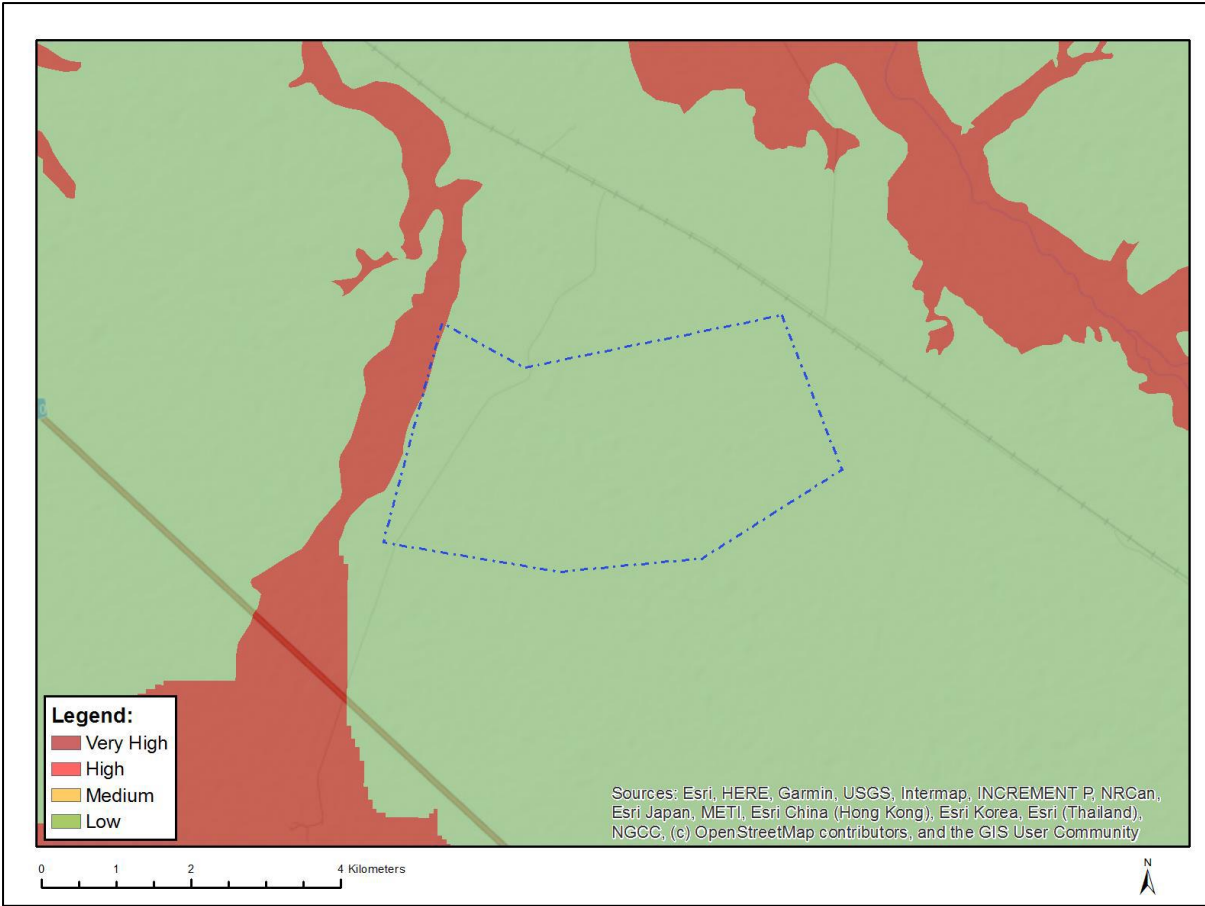 Legend:
Very High
High
Medium
Low
Sources: Esri, HERE, Garmin, USGS, Intermap, INCREMENT P, NRCan,
Esri Japan, METI, Esri China (Hong Kong), Esri Korea, Esri (Thailand),
NGCC, (c) OpenStreetMap contributors, and the GIS User Community
0 1 2 4 Kilometers
N